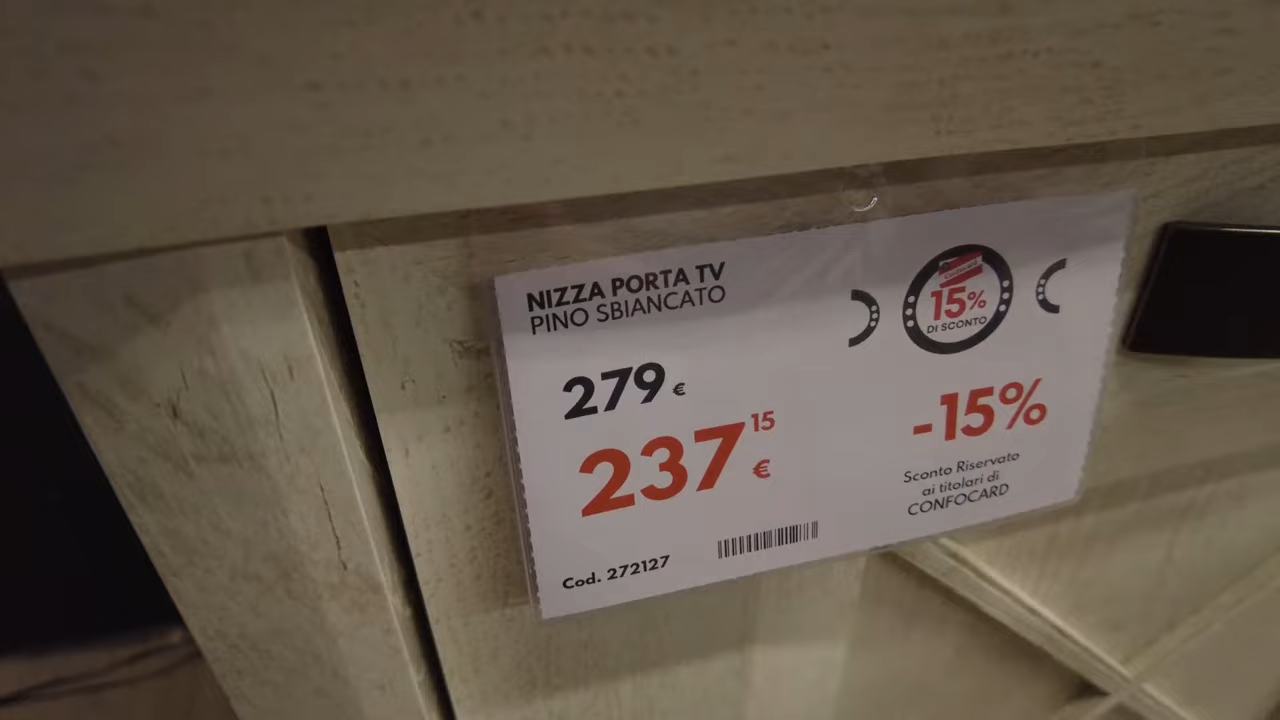 NIZZA PORTA TV
PINO SBIANCATO
279 €
237 15 €
Cod. 272127
15%
DI SCONTO
-15%
Sconto Riservato
ai titolari di
CONFOCARD